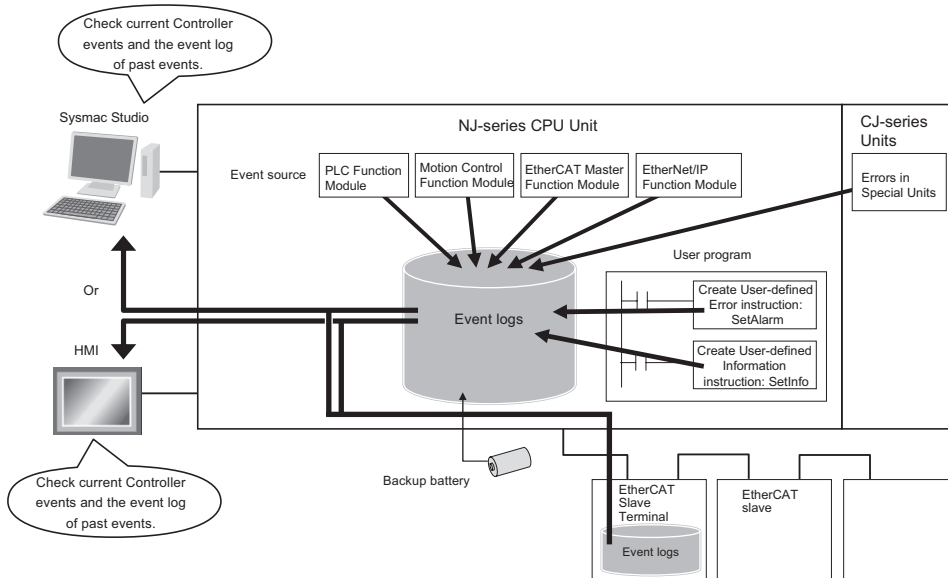 Check current Controller
events and the event log
of past events.
Sysmac Studio
NJ-series CPU Unit
CJ-series
Units
Event source
PLC Function
Module
Motion Control
Function Module
EtherCAT Master
Function Module
EtherNet/IP
Function Module
Errors in
Special Units
User program
Or
Event logs
Create User-defined
Error instruction:
SetAlarm
Create User-defined
Information
instruction: SetInfo
HMI
Check current Controller
events and the event log
of past events.
Backup battery
EtherCAT
Slave
Terminal
Event logs
EtherCAT
slave